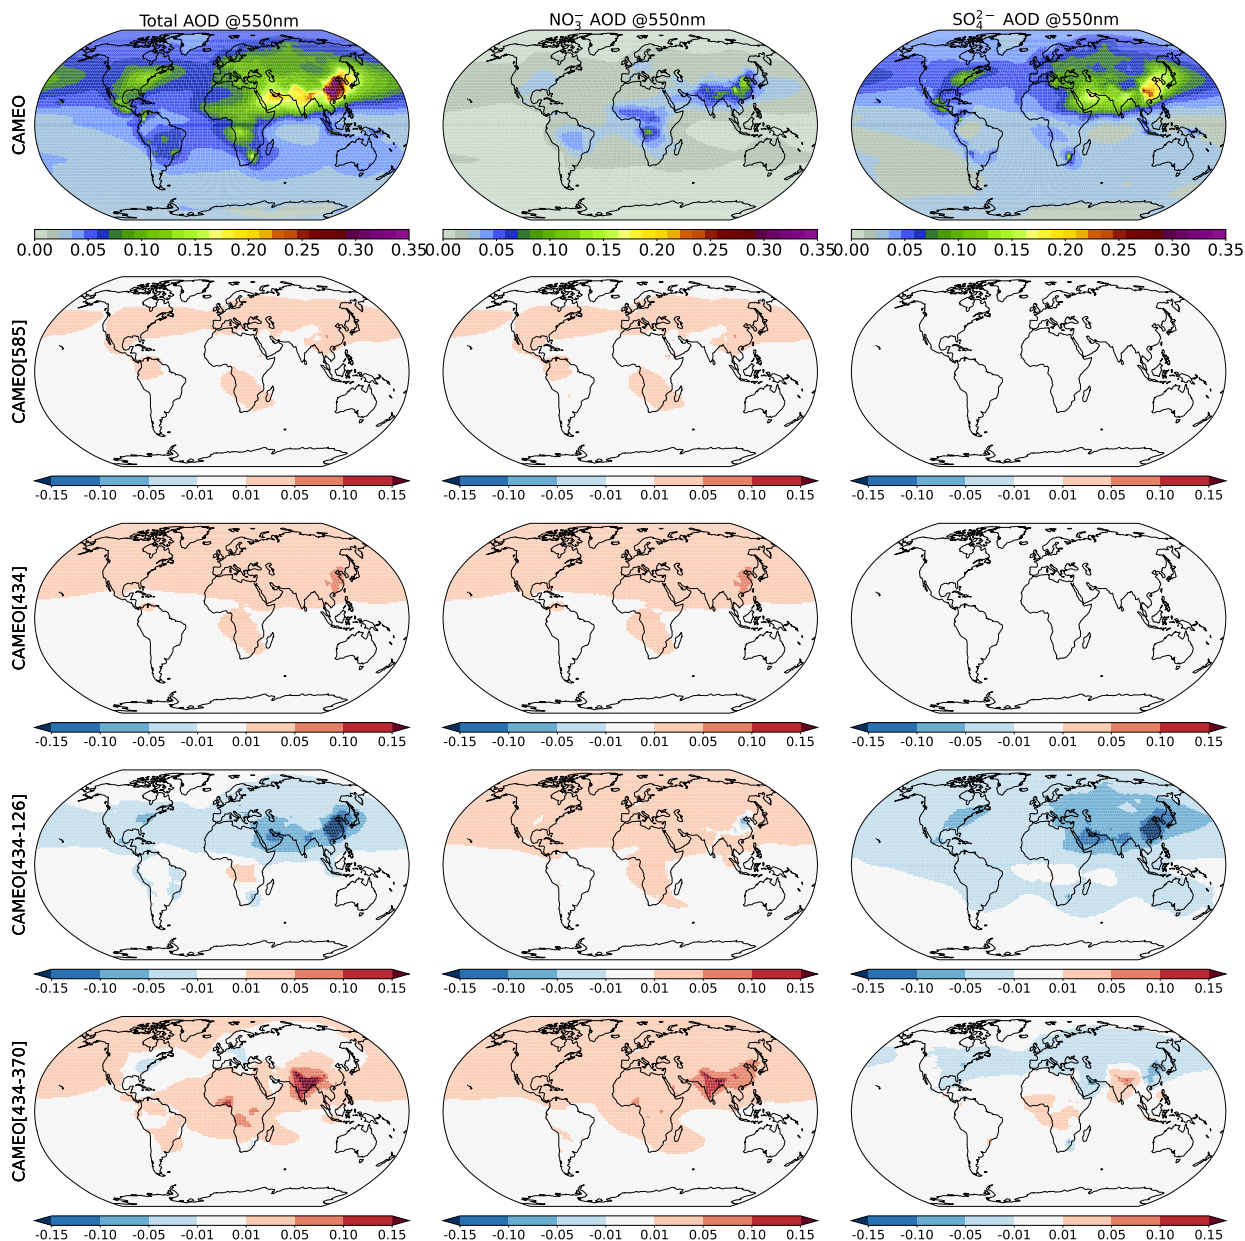 Total AOD @550nm NO₃⁻ AOD @550nm SO₄²⁻ AOD @550nm
CAMEO
0.00 0.05 0.10 0.15 0.20 0.25 0.30 0.35 0.00 0.05 0.10 0.15 0.20 0.25 0.30 0.35 0.00 0.05 0.10 0.15 0.20 0.25 0.30 0.35
CAMEO[585]
-0.15 -0.10 -0.05 -0.01 0.01 0.05 0.10 0.15 -0.15 -0.10 -0.05 -0.01 0.01 0.05 0.10 0.15 -0.15 -0.10 -0.05 -0.01 0.01 0.05 0.10 0.15
CAMEO[434]
-0.15 -0.10 -0.05 -0.01 0.01 0.05 0.10 0.15 -0.15 -0.10 -0.05 -0.01 0.01 0.05 0.10 0.15 -0.15 -0.10 -0.05 -0.01 0.01 0.05 0.10 0.15
CAMEO[434-126]
-0.15 -0.10 -0.05 -0.01 0.01 0.05 0.10 0.15 -0.15 -0.10 -0.05 -0.01 0.01 0.05 0.10 0.15 -0.15 -0.10 -0.05 -0.01 0.01 0.05 0.10 0.15
CAMEO[434-370]
-0.15 -0.10 -0.05 -0.01 0.01 0.05 0.10 0.15 -0.15 -0.10 -0.05 -0.01 0.01 0.05 0.10 0.15 -0.15 -0.10 -0.05 -0.01 0.01 0.05 0.10 0.15